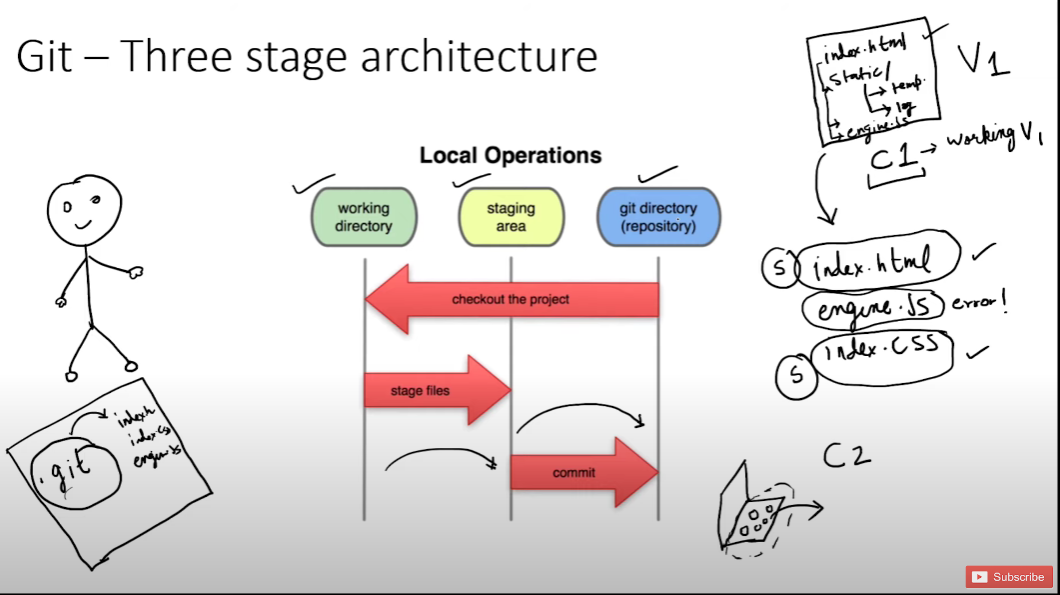 Git – Three stage architecture
Local Operations
working
directory
staging
area
git directory
(repository)
checkout the project
stage files
commit
index.html
static/
temp.
log
engine.JS
V1
C1 → working V1
S index.html
engine.JS error!
index.CSS
S
C2
.git
index.h
index.cs
engine.js
Subscribe